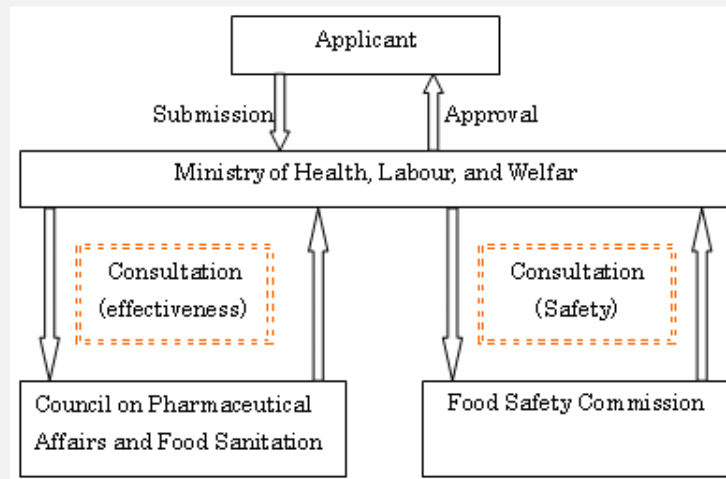 Applicant
Submission
Approval
Ministry of Health, Labour, and Welfar
Consultation
(effectiveness)
Consultation
(Safety)
Council on Pharmaceutical
Affairs and Food Sanitation
Food Safety Commission